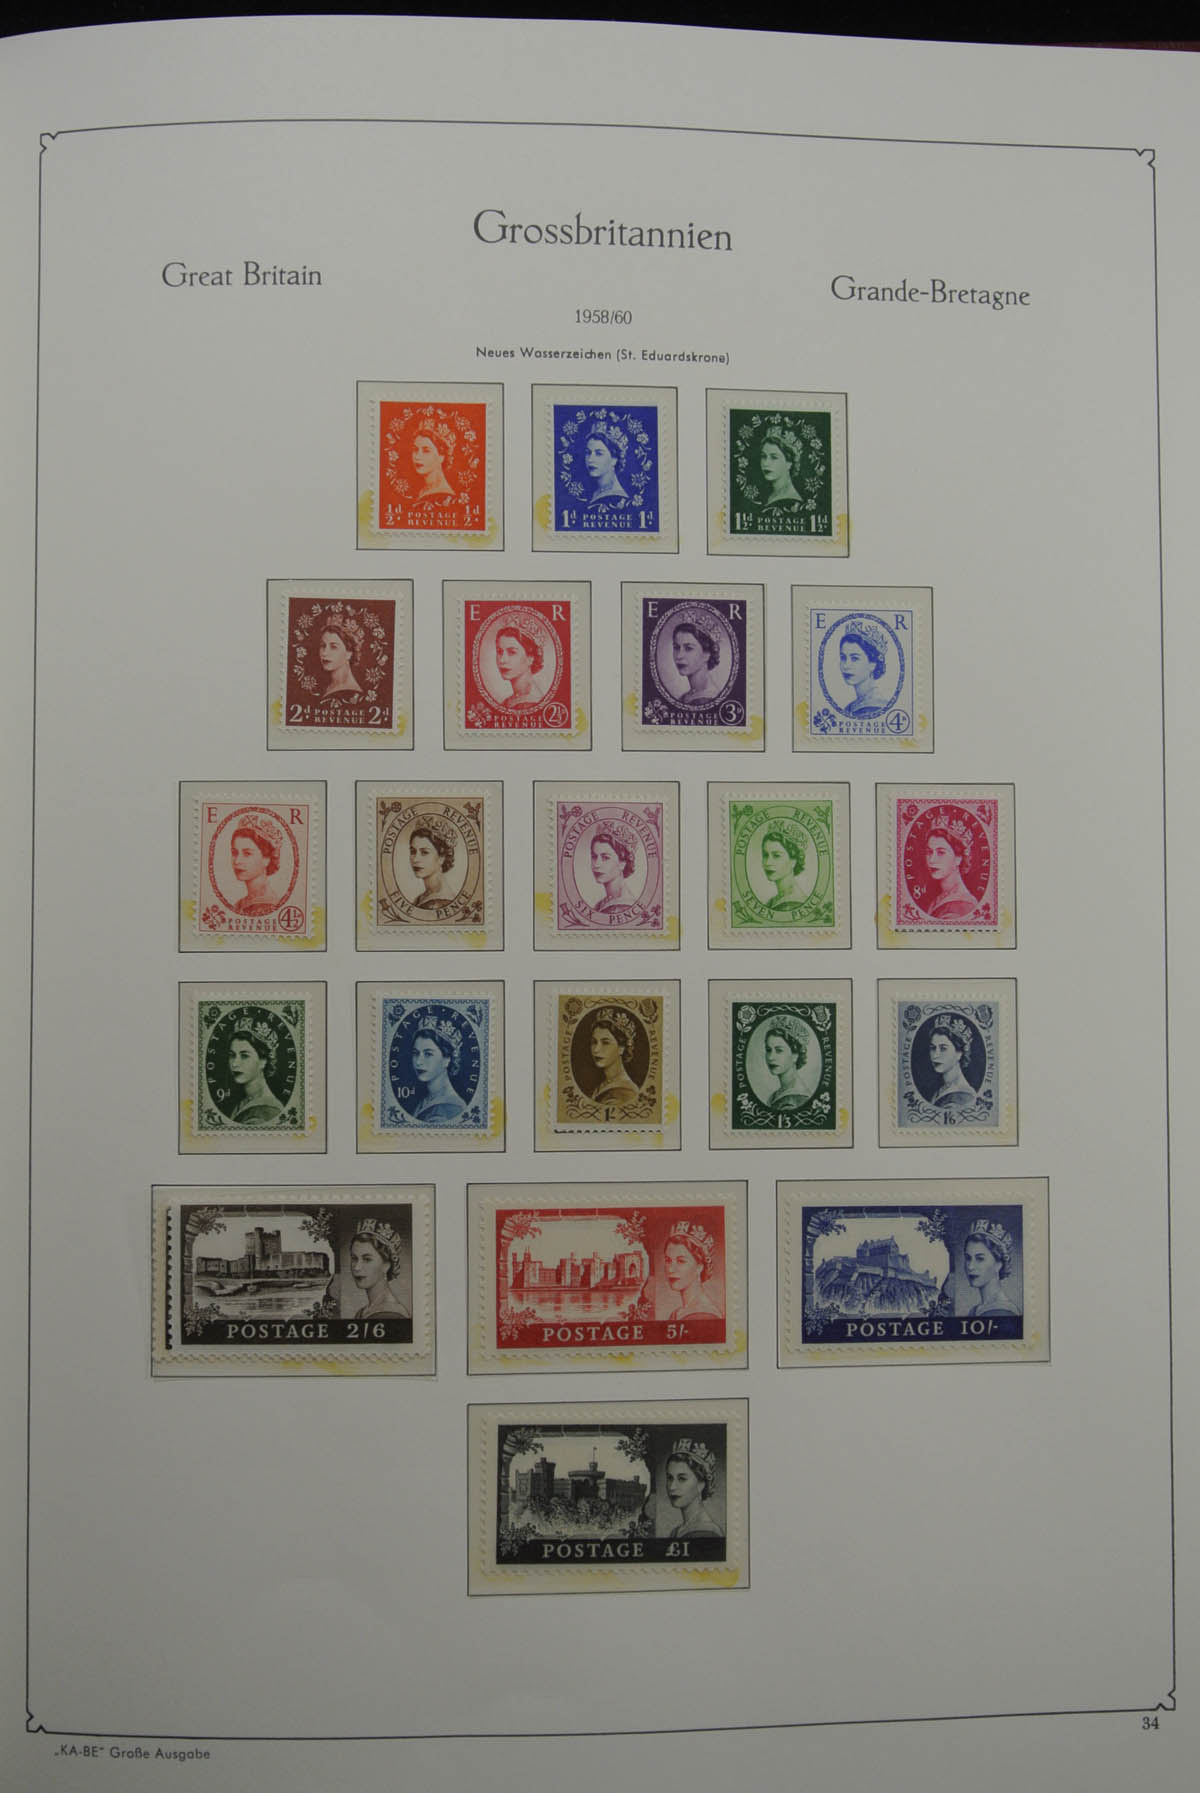 Grossbritannien
Great Britain
Grande-Bretagne
1958/60
Neues Wasserzeichen (St. Eduardskrone)
½d. POSTAGE REVENUE ½d.
1d. POSTAGE REVENUE 1d.
1½d. POSTAGE REVENUE 1½d.
2d. POSTAGE REVENUE 2d.
E R
POSTAGE REVENUE 2½d
E R
POSTAGE REVENUE 3D
E R
POSTAGE REVENUE 4D
E R
POSTAGE REVENUE 4½
POSTAGE REVENUE
FIVE PENCE
POSTAGE REVENUE
SIX PENCE
POSTAGE REVENUE
SEVEN PENCE
POSTAGE·REVENUE
8d
POSTAGE·REVENUE
9d
POSTAGE·REVENUE
10d
POSTAGE REVENUE
1/-
POSTAGE REVENUE
1/3
POSTAGE REVENUE
1/6
POSTAGE 2/6
POSTAGE 5/-
POSTAGE 10/-
POSTAGE £1
34
„KA-BE" Große Ausgabe